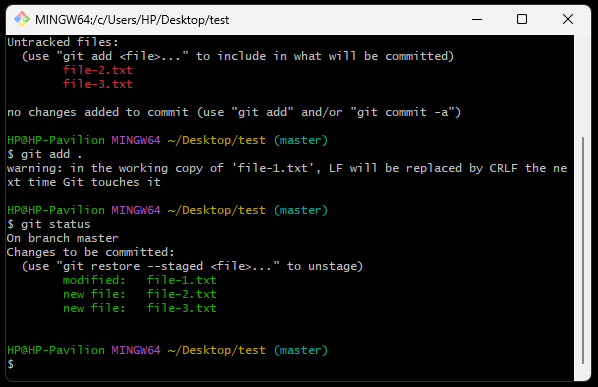 MINGW64:/c/Users/HP/Desktop/test
Untracked files:
  (use "git add <file>..." to include in what will be committed)
        file-2.txt
        file-3.txt
no changes added to commit (use "git add" and/or "git commit -a")
HP@HP-Pavilion MINGW64 ~/Desktop/test (master)
$ git add .
warning: in the working copy of 'file-1.txt', LF will be replaced by CRLF the ne
xt time Git touches it
HP@HP-Pavilion MINGW64 ~/Desktop/test (master)
$ git status
On branch master
Changes to be committed:
  (use "git restore --staged <file>..." to unstage)
        modified:   file-1.txt
        new file:   file-2.txt
        new file:   file-3.txt
HP@HP-Pavilion MINGW64 ~/Desktop/test (master)
$